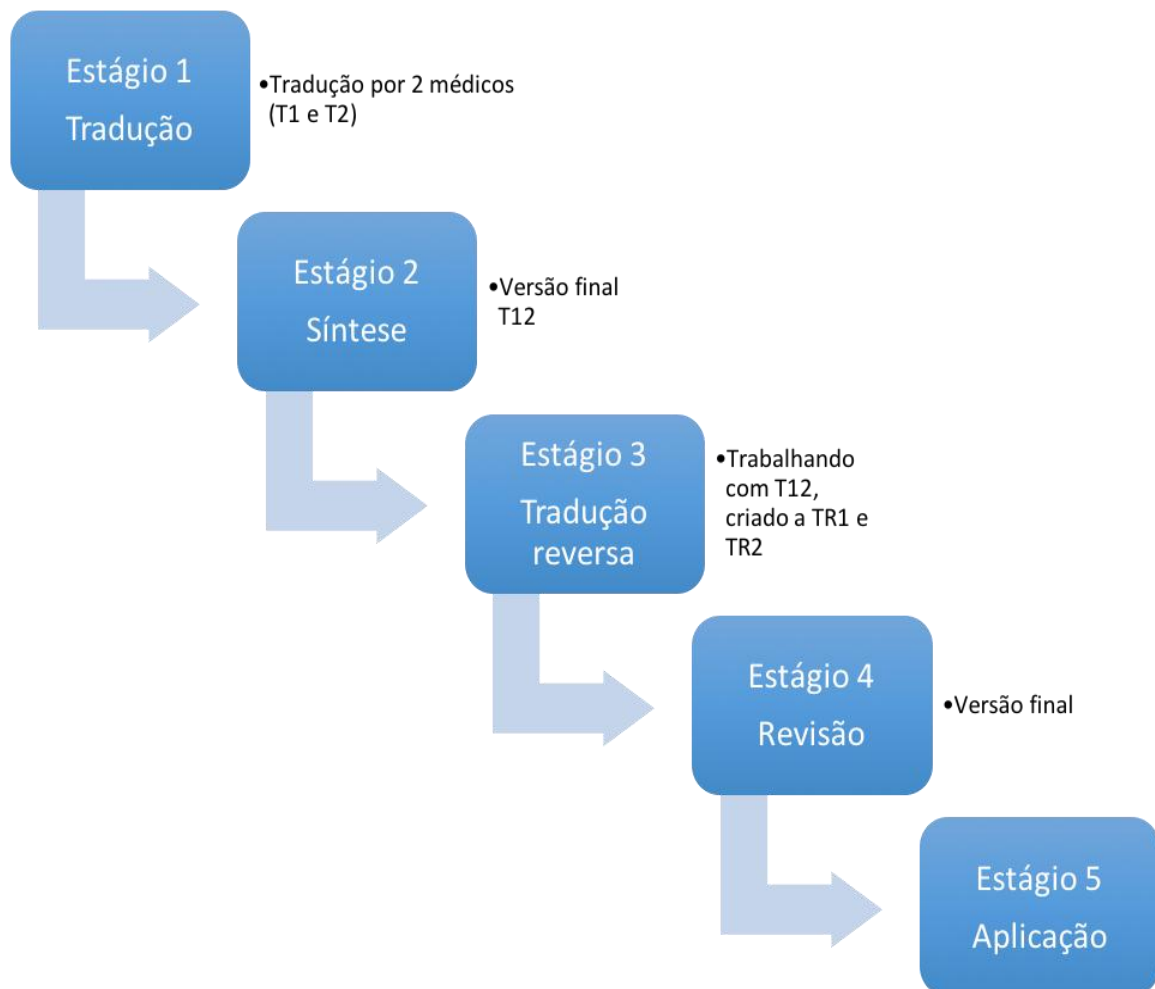 Estágio 1
Tradução
•Tradução por 2 médicos
(T1 e T2)
Estágio 2
Síntese
•Versão final
T12
Estágio 3
Tradução
reversa
•Trabalhando
com T12,
criado a TR1 e
TR2
Estágio 4
Revisão
•Versão final
Estágio 5
Aplicação